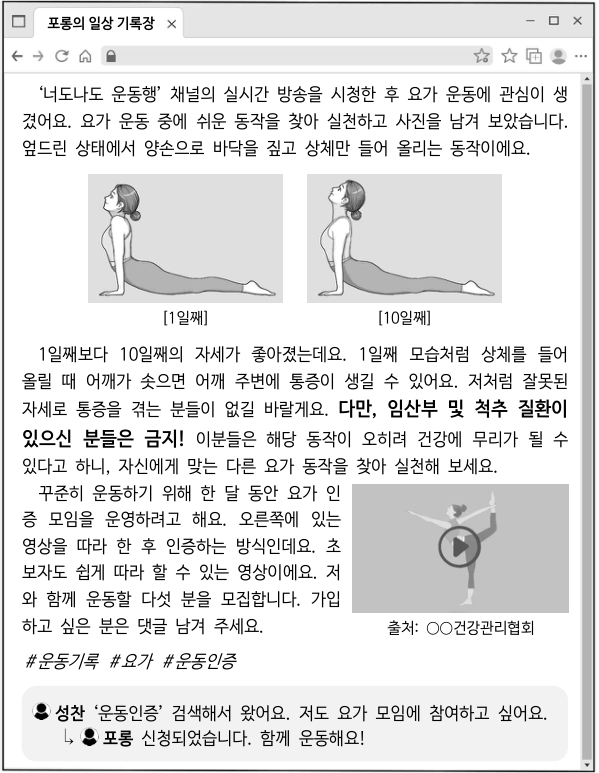 포롱의 일상 기록장
‘너도나도 운동행’ 채널의 실시간 방송을 시청한 후 요가 운동에 관심이 생
겼어요. 요가 운동 중에 쉬운 동작을 찾아 실천하고 사진을 남겨 보았습니다.
엎드린 상태에서 양손으로 바닥을 짚고 상체만 들어 올리는 동작이에요.
[1일째]
[10일째]
1일째보다 10일째의 자세가 좋아졌는데요. 1일째 모습처럼 상체를 들어
올릴 때 어깨가 솟으면 어깨 주변에 통증이 생길 수 있어요. 저처럼 잘못된
자세로 통증을 겪는 분들이 없길 바랄게요. 다만, 임산부 및 척추 질환이
있으신 분들은 금지! 이분들은 해당 동작이 오히려 건강에 무리가 될 수
있다고 하니, 자신에게 맞는 다른 요가 동작을 찾아 실천해 보세요.
꾸준히 운동하기 위해 한 달 동안 요가 인
증 모임을 운영하려고 해요. 오른쪽에 있는
영상을 따라 한 후 인증하는 방식인데요. 초
보자도 쉽게 따라 할 수 있는 영상이에요. 저
와 함께 운동할 다섯 분을 모집합니다. 가입
하고 싶은 분은 댓글 남겨 주세요.
출처: ○○건강관리협회
#운동기록 #요가 #운동인증
성찬 ‘운동인증’ 검색해서 왔어요. 저도 요가 모임에 참여하고 싶어요.
포롱 신청되었습니다. 함께 운동해요!